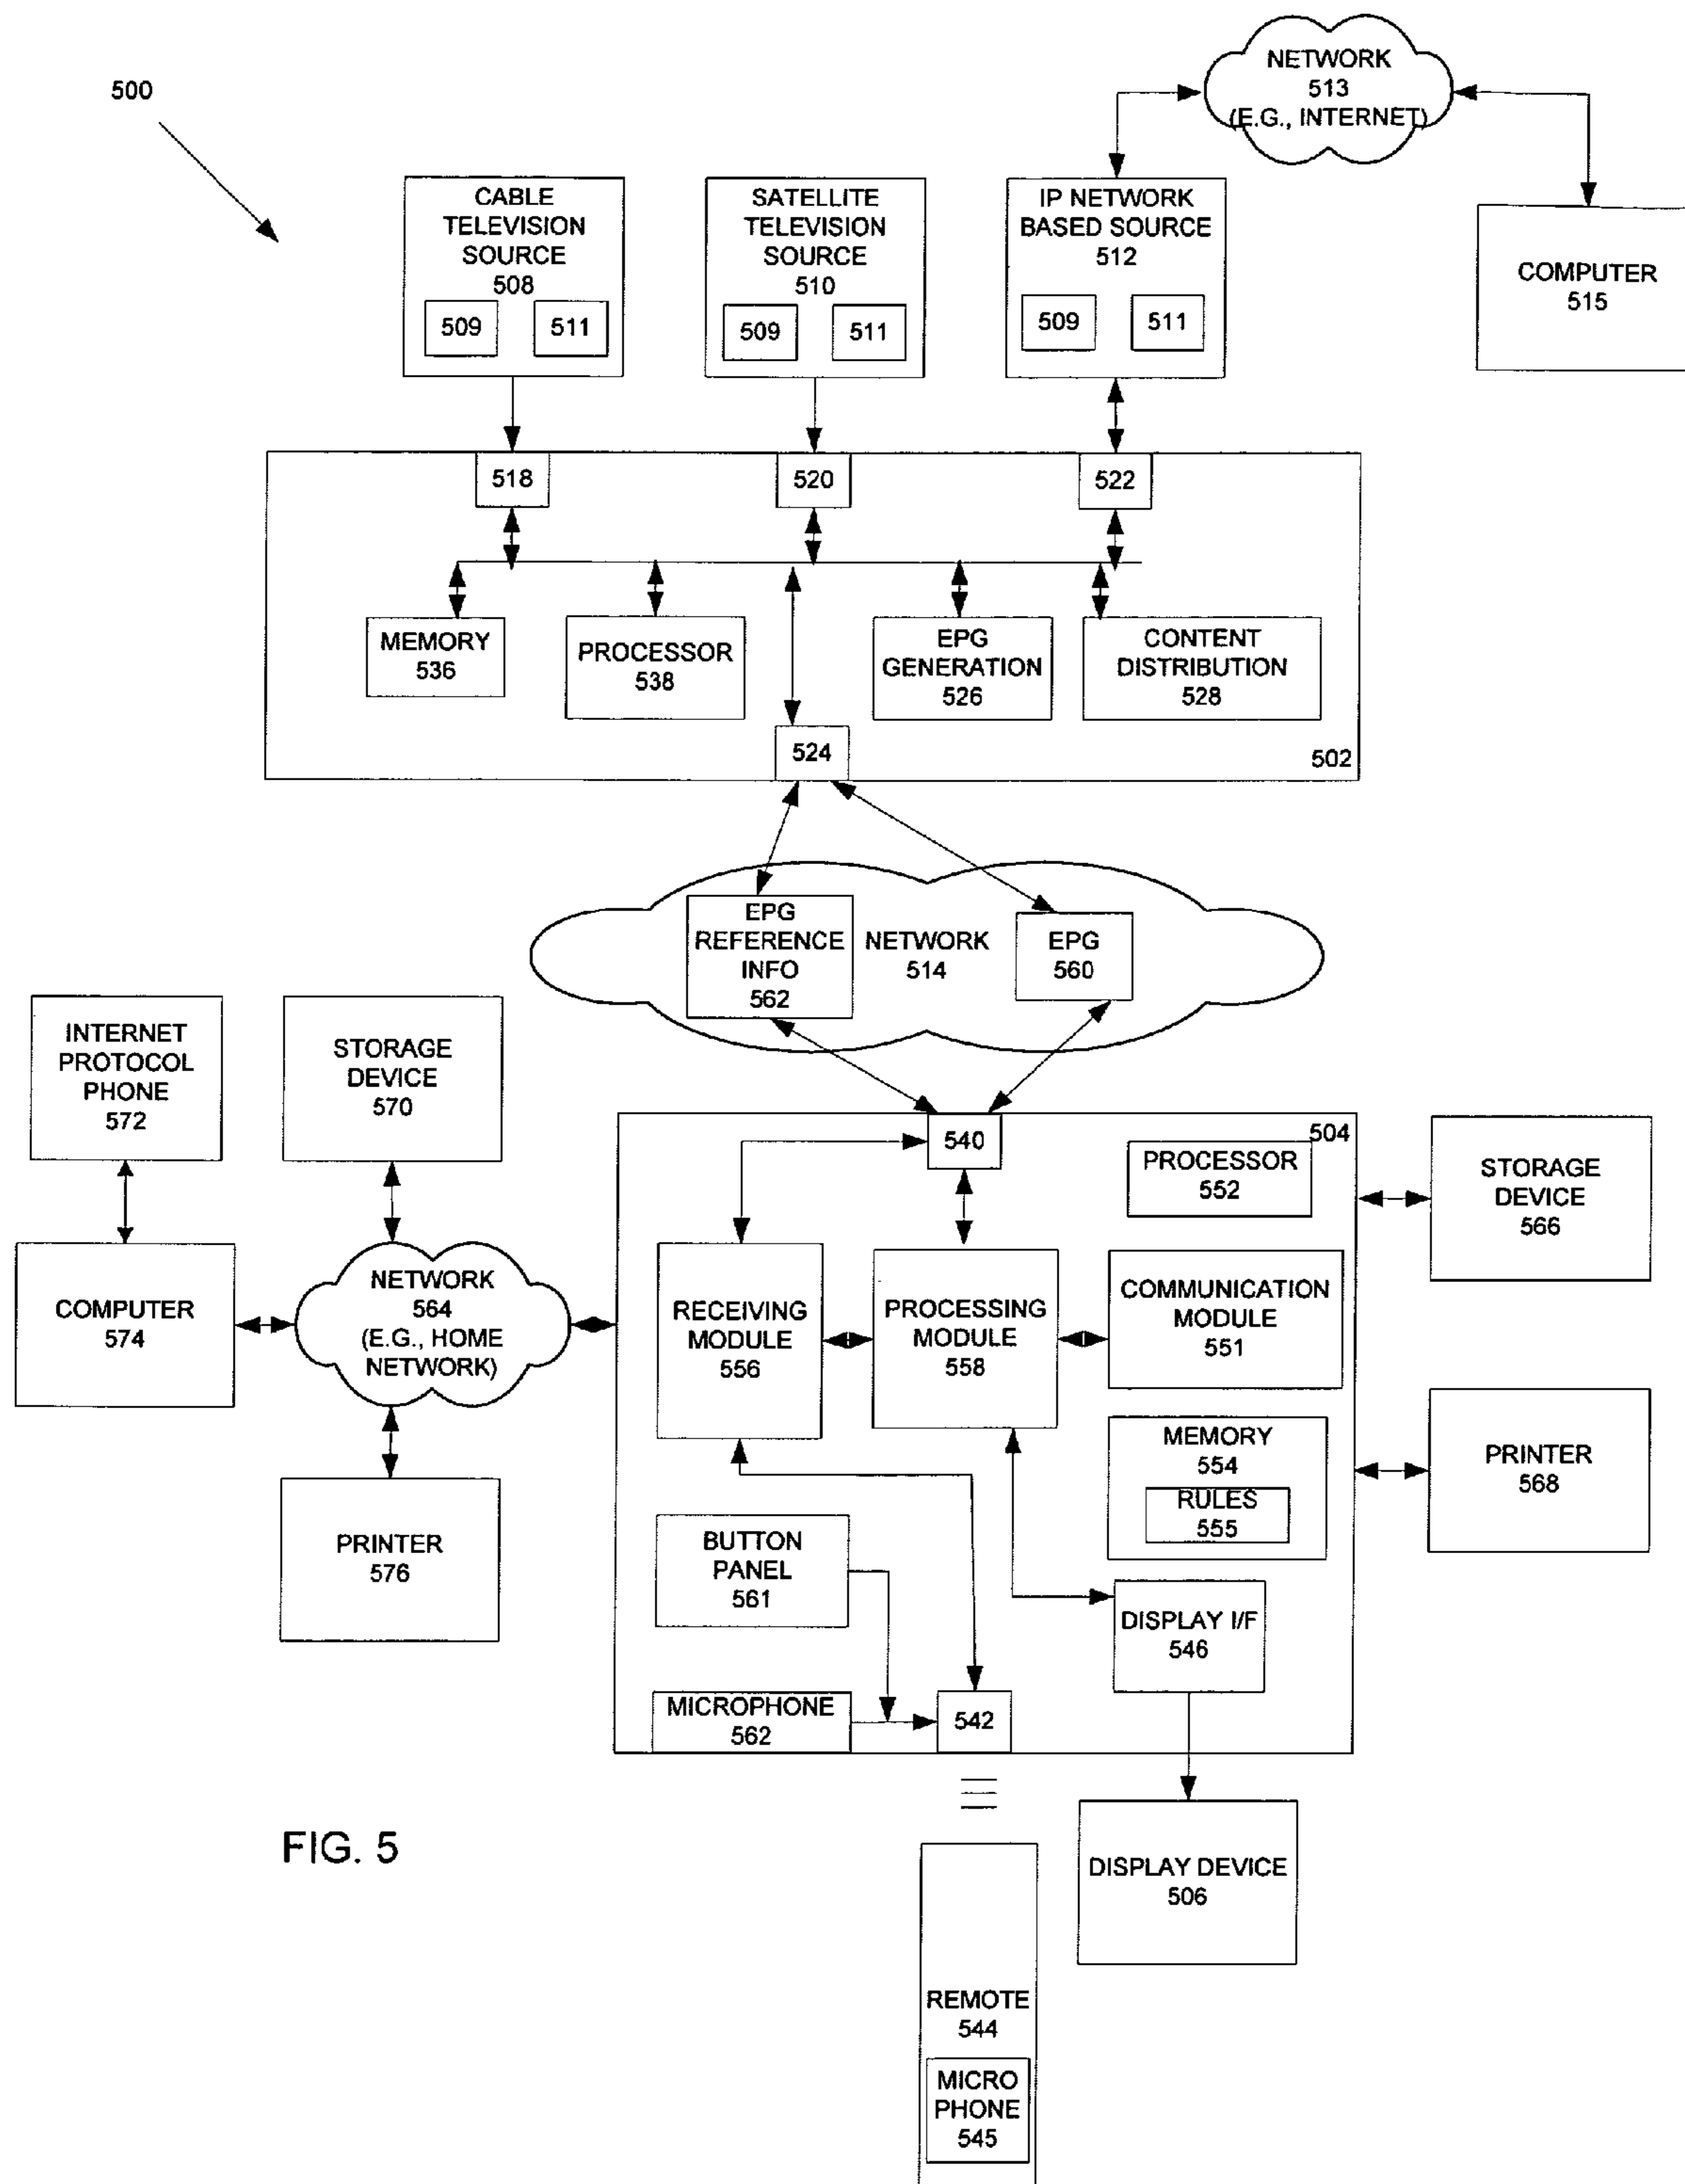 500
NETWORK
513
(E.G., INTERNET)
CABLE
TELEVISION
SOURCE
508
509
511
SATELLITE
TELEVISION
SOURCE
510
509
511
IP NETWORK
BASED SOURCE
512
509
511
COMPUTER
515
518
520
522
MEMORY
536
PROCESSOR
538
EPG
GENERATION
526
CONTENT
DISTRIBUTION
528
524
502
EPG
REFERENCE
INFO
562
NETWORK
514
EPG
560
INTERNET
PROTOCOL
PHONE
572
STORAGE
DEVICE
570
COMPUTER
574
NETWORK
564
(E.G., HOME
NETWORK)
PRINTER
576
540
504
PROCESSOR
552
STORAGE
DEVICE
566
RECEIVING
MODULE
556
PROCESSING
MODULE
558
COMMUNICATION
MODULE
551
MEMORY
554
RULES
555
PRINTER
568
BUTTON
PANEL
561
DISPLAY I/F
546
MICROPHONE
562
542
FIG. 5
DISPLAY DEVICE
506
REMOTE
544
MICRO
PHONE
545